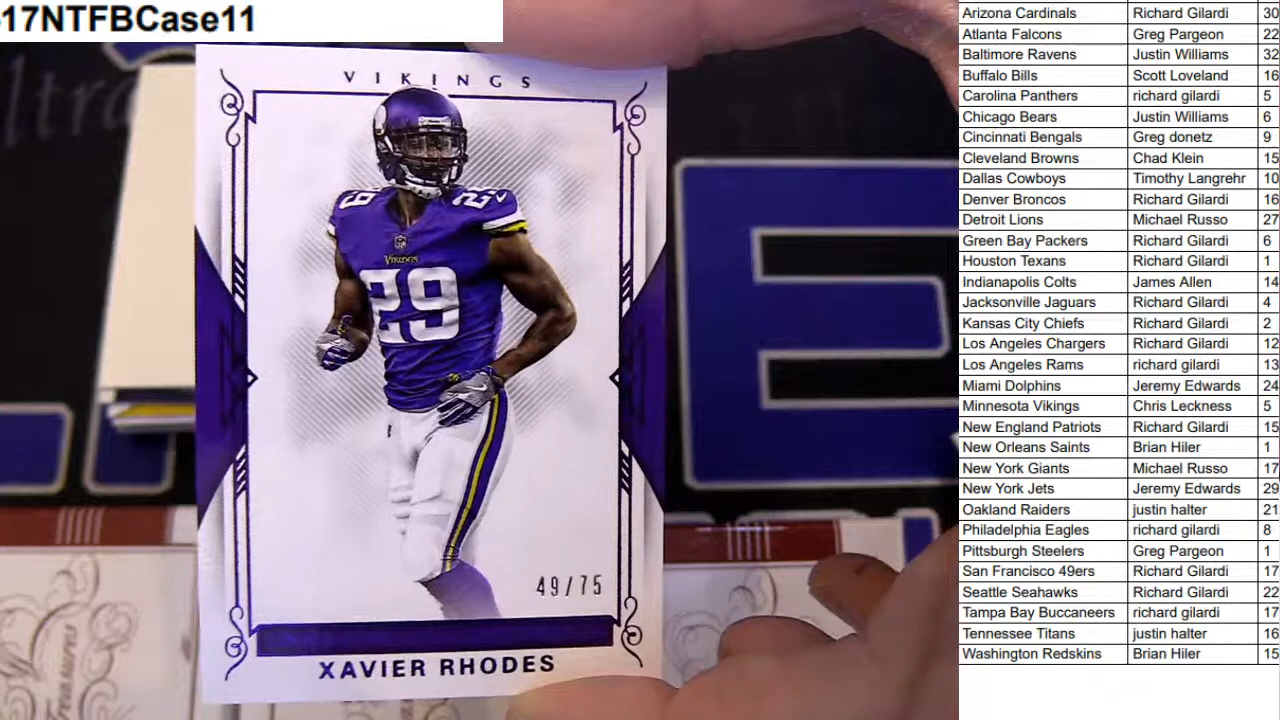 17NTFBCase11
VIKINGS
29
29
VIKINGS
29
49/75
XAVIER RHODES
Treasures
Arizona Cardinals Richard Gilardi 30
Atlanta Falcons Greg Pargeon 22
Baltimore Ravens Justin Williams 32
Buffalo Bills Scott Loveland 16
Carolina Panthers richard gilardi 5
Chicago Bears Justin Williams 6
Cincinnati Bengals Greg donetz 9
Cleveland Browns Chad Klein 15
Dallas Cowboys Timothy Langrehr 10
Denver Broncos Richard Gilardi 16
Detroit Lions Michael Russo 27
Green Bay Packers Richard Gilardi 6
Houston Texans Richard Gilardi 1
Indianapolis Colts James Allen 14
Jacksonville Jaguars Richard Gilardi 4
Kansas City Chiefs Richard Gilardi 2
Los Angeles Chargers Richard Gilardi 12
Los Angeles Rams richard gilardi 13
Miami Dolphins Jeremy Edwards 24
Minnesota Vikings Chris Leckness 5
New England Patriots Richard Gilardi 15
New Orleans Saints Brian Hiler 1
New York Giants Michael Russo 17
New York Jets Jeremy Edwards 29
Oakland Raiders justin halter 21
Philadelphia Eagles richard gilardi 8
Pittsburgh Steelers Greg Pargeon 1
San Francisco 49ers Richard Gilardi 17
Seattle Seahawks Richard Gilardi 22
Tampa Bay Buccaneers richard gilardi 17
Tennessee Titans justin halter 16
Washington Redskins Brian Hiler 15